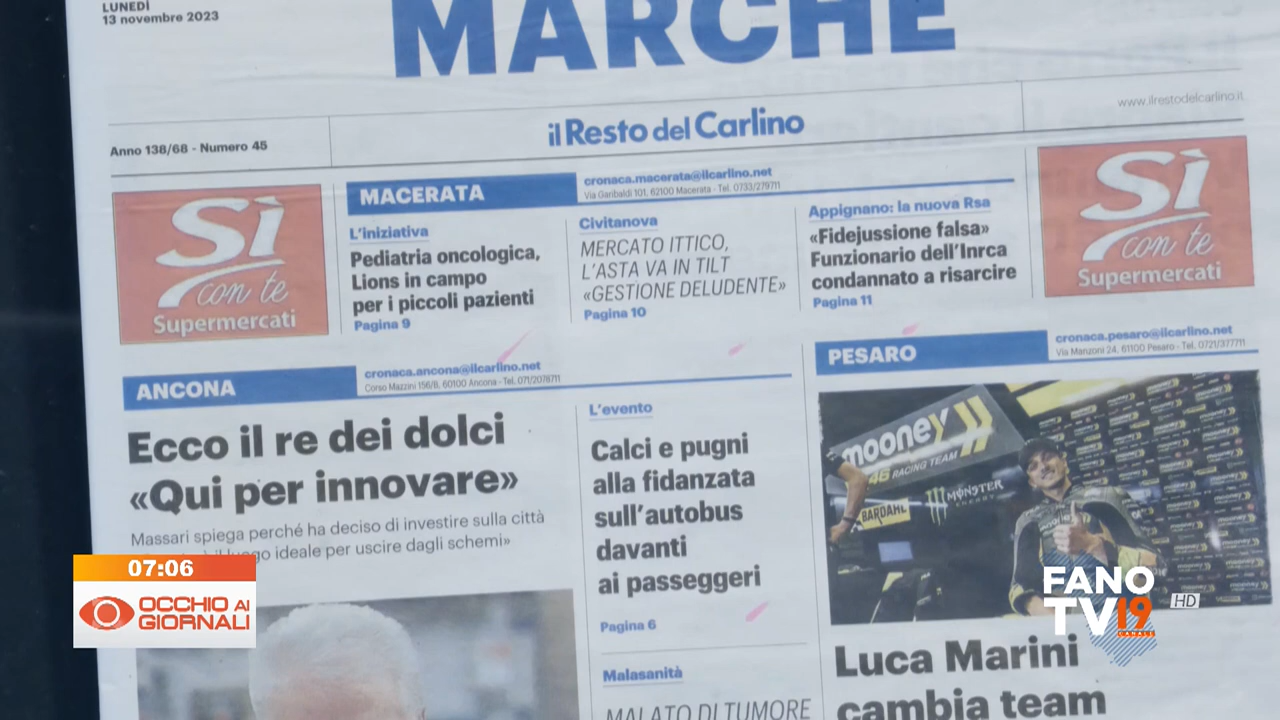 LUNEDÌ
13 novembre 2023
MARCHE
Anno 138/68 - Numero 45
il Resto del Carlino
www.ilrestodelcarlino.it
Sì
con te
Supermercati
MACERATA
cronaca.macerata@ilcarlino.net
Via Garibaldi 101, 62100 Macerata - Tel. 0733/279711
L'iniziativa
Pediatria oncologica,
Lions in campo
per i piccoli pazienti
Pagina 9
Civitanova
MERCATO ITTICO,
L'ASTA VA IN TILT
«GESTIONE DELUDENTE»
Pagina 10
Appignano: la nuova Rsa
«Fidejussione falsa»
Funzionario dell'Inrca
condannato a risarcire
Pagina 11
Sì
con te
Supermercati
ANCONA
cronaca.ancona@ilcarlino.net
Corso Mazzini 156/B, 60100 Ancona - Tel. 071/2078711
Ecco il re dei dolci
«Qui per innovare»
Massari spiega perché ha deciso di investire sulla città
ideale per uscire dagli schemi»
L'evento
Calci e pugni
alla fidanzata
sull'autobus
davanti
ai passeggeri
Pagina 6
Malasanità
MALATO DI TUMORE
PESARO
cronaca.pesaro@ilcarlino.net
Via Manzoni 24, 61100 Pesaro - Tel. 0721/377711
mooney
46 RACING TEAM
BARDAHL
MONSTER
ENERGY
Luca Marini
cambia team
07:06
OCCHIO AI
GIORNALI
FANO
TV19
CANALE
HD